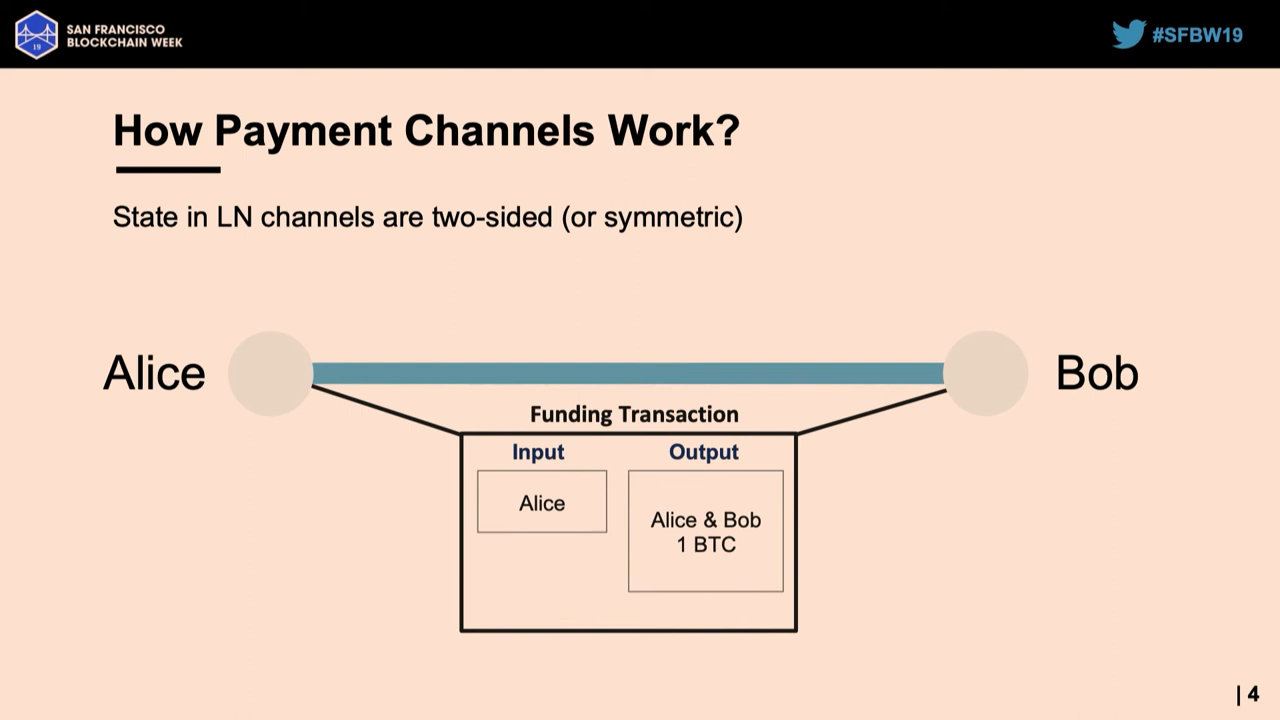 SAN FRANCISCO
BLOCKCHAIN WEEK
19
#SFBW19
How Payment Channels Work?
State in LN channels are two-sided (or symmetric)
Alice
Bob
Funding Transaction
Input
Output
Alice
Alice & Bob
1 BTC
| 4